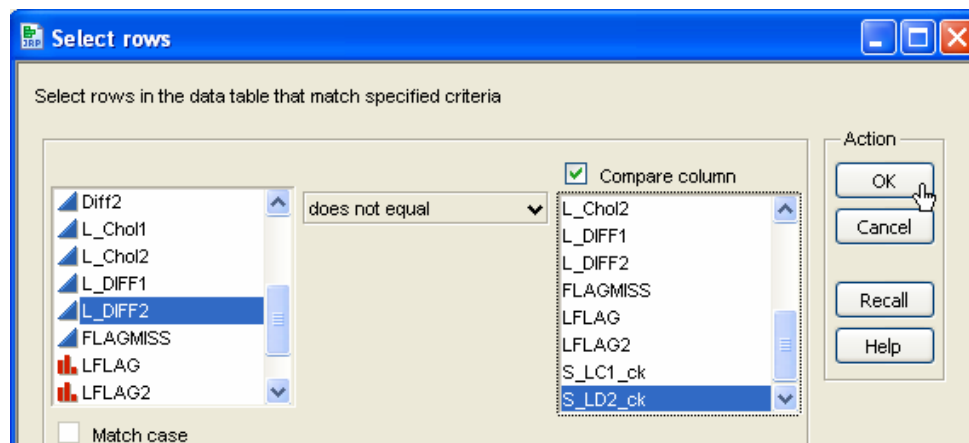 JRP Select rows
Select rows in the data table that match specified criteria
Action
Compare column
OK
Cancel
Recall
Help
Diff2
L_Chol1
L_Chol2
L_DIFF1
L_DIFF2
FLAGMISS
LFLAG
LFLAG2
does not equal
L_Chol2
L_DIFF1
L_DIFF2
FLAGMISS
LFLAG
LFLAG2
S_LC1_ck
S_LD2_ck
Match case